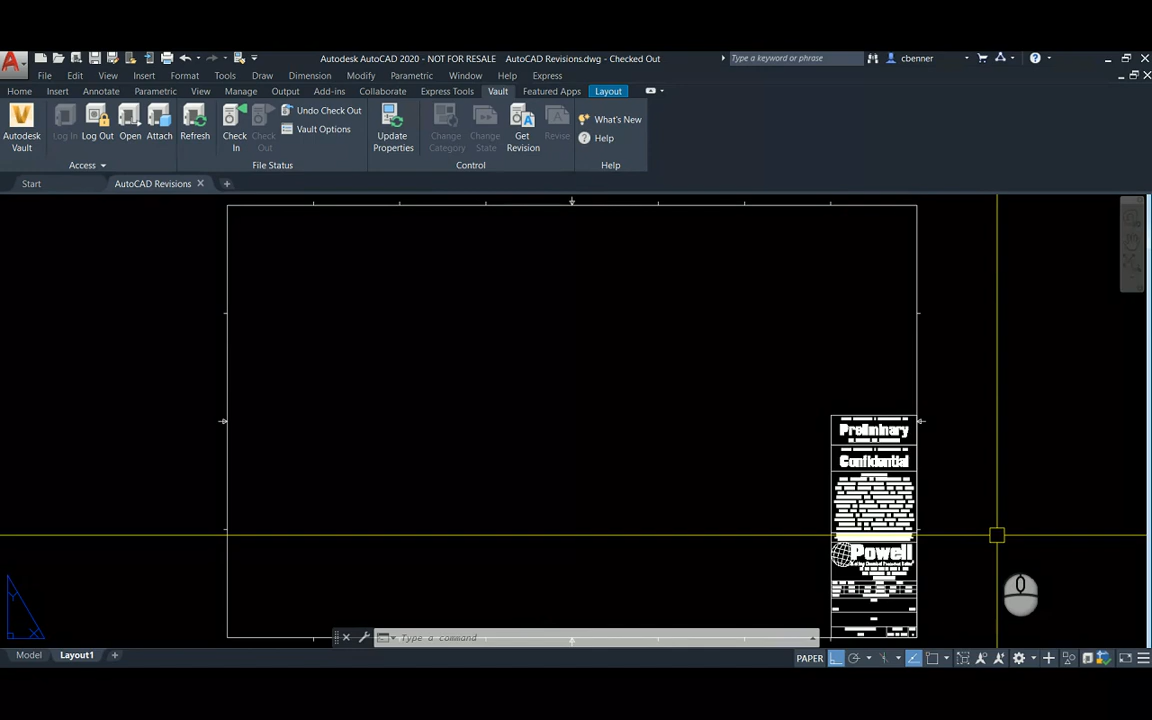 Autodesk AutoCAD 2020 - NOT FOR RESALE AutoCAD Revisions.dwg - Checked Out
Type a keyword or phrase
cbenner
File Edit View Insert Format Tools Draw Dimension Modify Parametric Window Help Express
Home Insert Annotate Parametric View Manage Output Add-ins Collaborate Express Tools Vault Featured Apps Layout
Autodesk Vault
Log In
Log Out
Open
Attach
Refresh
Check In
Check Out
Undo Check Out
Vault Options
Update Properties
Change Category
Change State
Get Revision
Revise
What's New
Help
Access
File Status
Control
Help
Start
AutoCAD Revisions
Preliminary
Confidential
Powell
Y
X
Type a command
Model
Layout1
PAPER